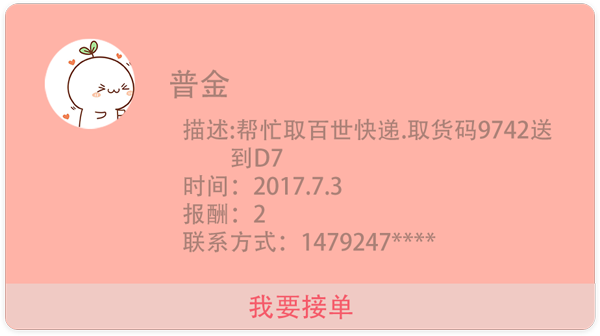 普金
描述:帮忙取百世快递.取货码9742送
到D7
时间：2017.7.3
报酬：2
联系方式：1479247****
我要接单